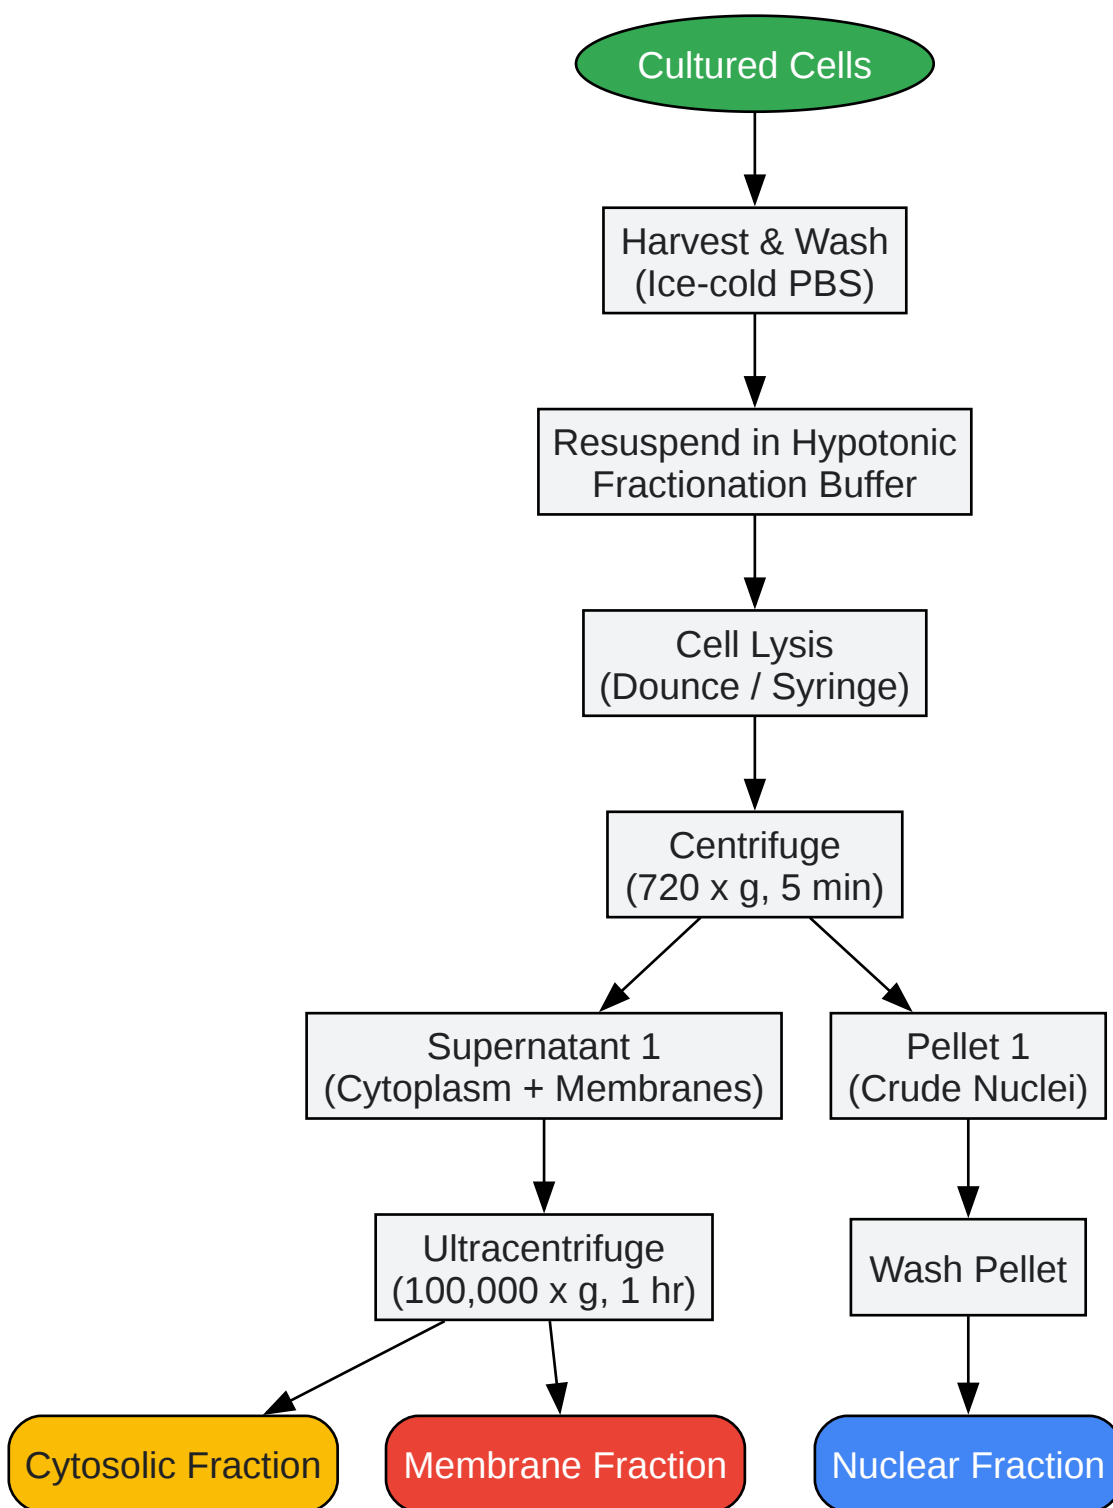 Cultured Cells
Harvest & Wash
(Ice-cold PBS)
Resuspend in Hypotonic
Fractionation Buffer
Cell Lysis
(Dounce / Syringe)
Centrifuge
(720 x g, 5 min)
Supernatant 1
(Cytoplasm + Membranes)
Pellet 1
(Crude Nuclei)
Ultracentrifuge
(100,000 x g, 1 hr)
Wash Pellet
Cytosolic Fraction
Membrane Fraction
Nuclear Fraction